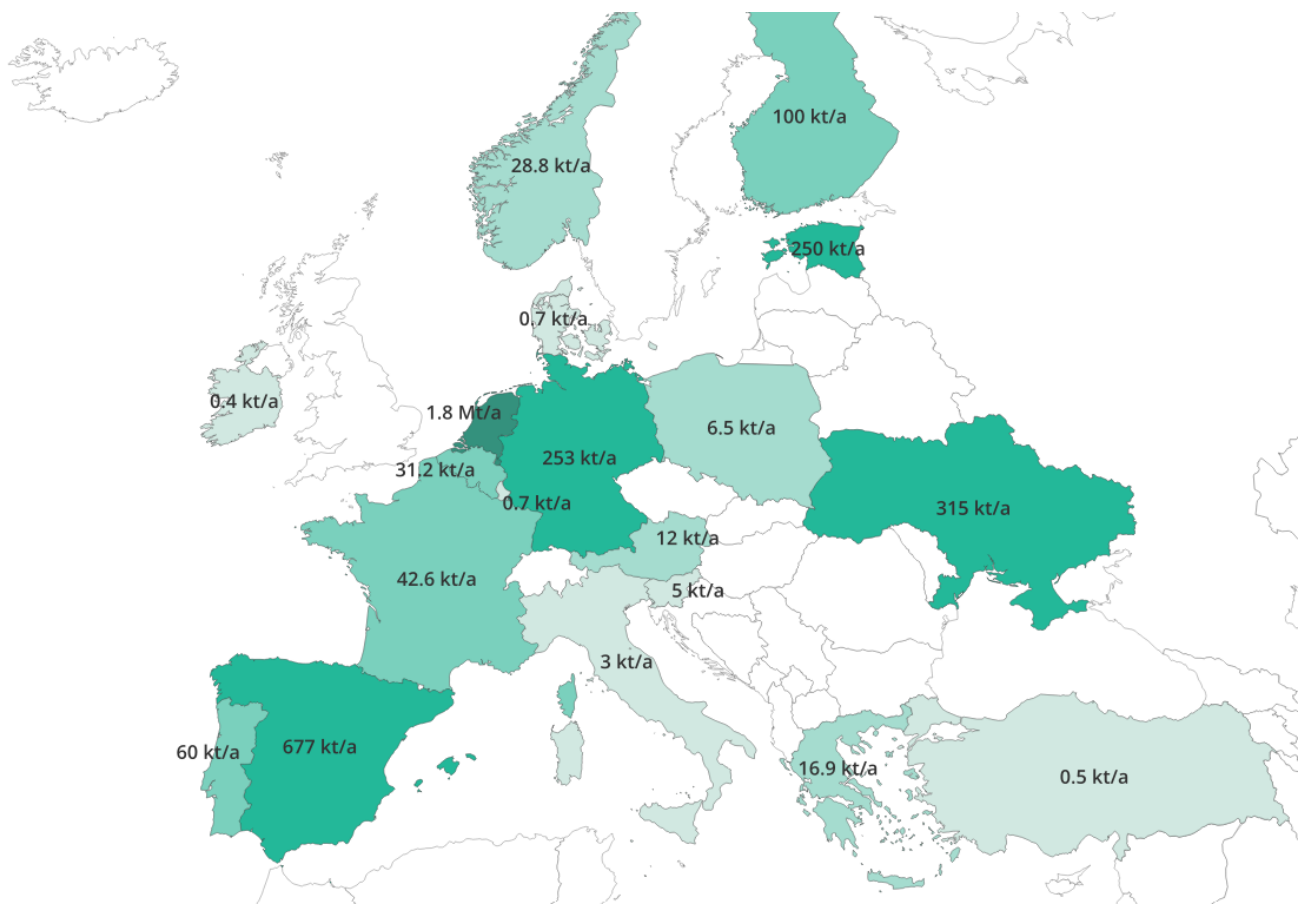 100 kt/a
28.8 kt/a
250 kt/a
0.7 kt/a
0.4 kt/a
1.8 Mt/a
6.5 kt/a
31.2 kt/a
253 kt/a
0.7 kt/a
315 kt/a
12 kt/a
42.6 kt/a
5 kt/a
3 kt/a
60 kt/a
677 kt/a
16.9 kt/a
0.5 kt/a